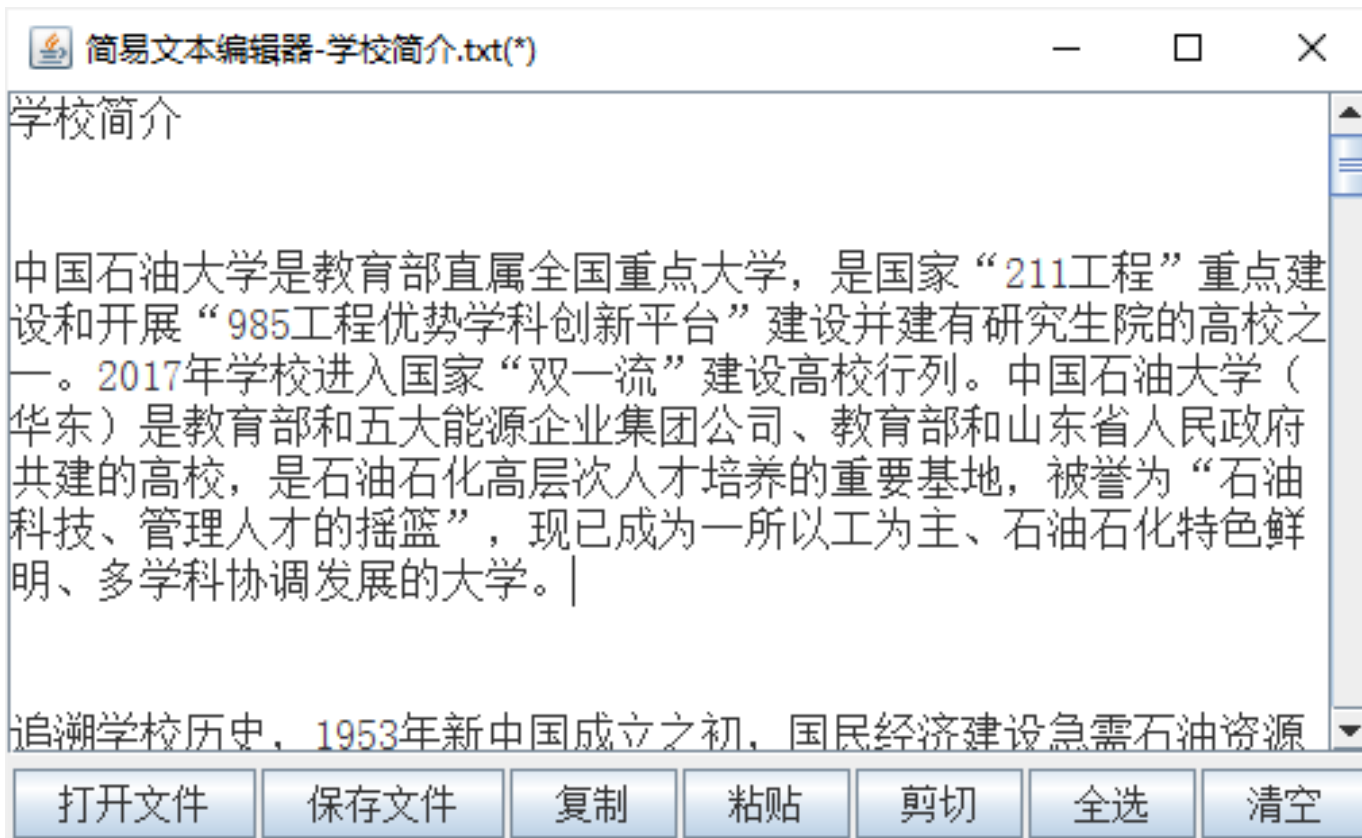 简易文本编辑器-学校简介.txt(*)
学校简介
中国石油大学是教育部直属全国重点大学，是国家“211工程”重点建
设和开展“985工程优势学科创新平台”建设并建有研究生院的高校之
一。2017年学校进入国家“双一流”建设高校行列。中国石油大学（
华东）是教育部和五大能源企业集团公司、教育部和山东省人民政府
共建的高校，是石油石化高层次人才培养的重要基地，被誉为“石油
科技、管理人才的摇篮”，现已成为一所以工为主、石油石化特色鲜
明、多学科协调发展的大学。
追溯学校历史，1953年新中国成立之初，国民经济建设急需石油资源
打开文件 保存文件 复制 粘贴 剪切 全选 清空